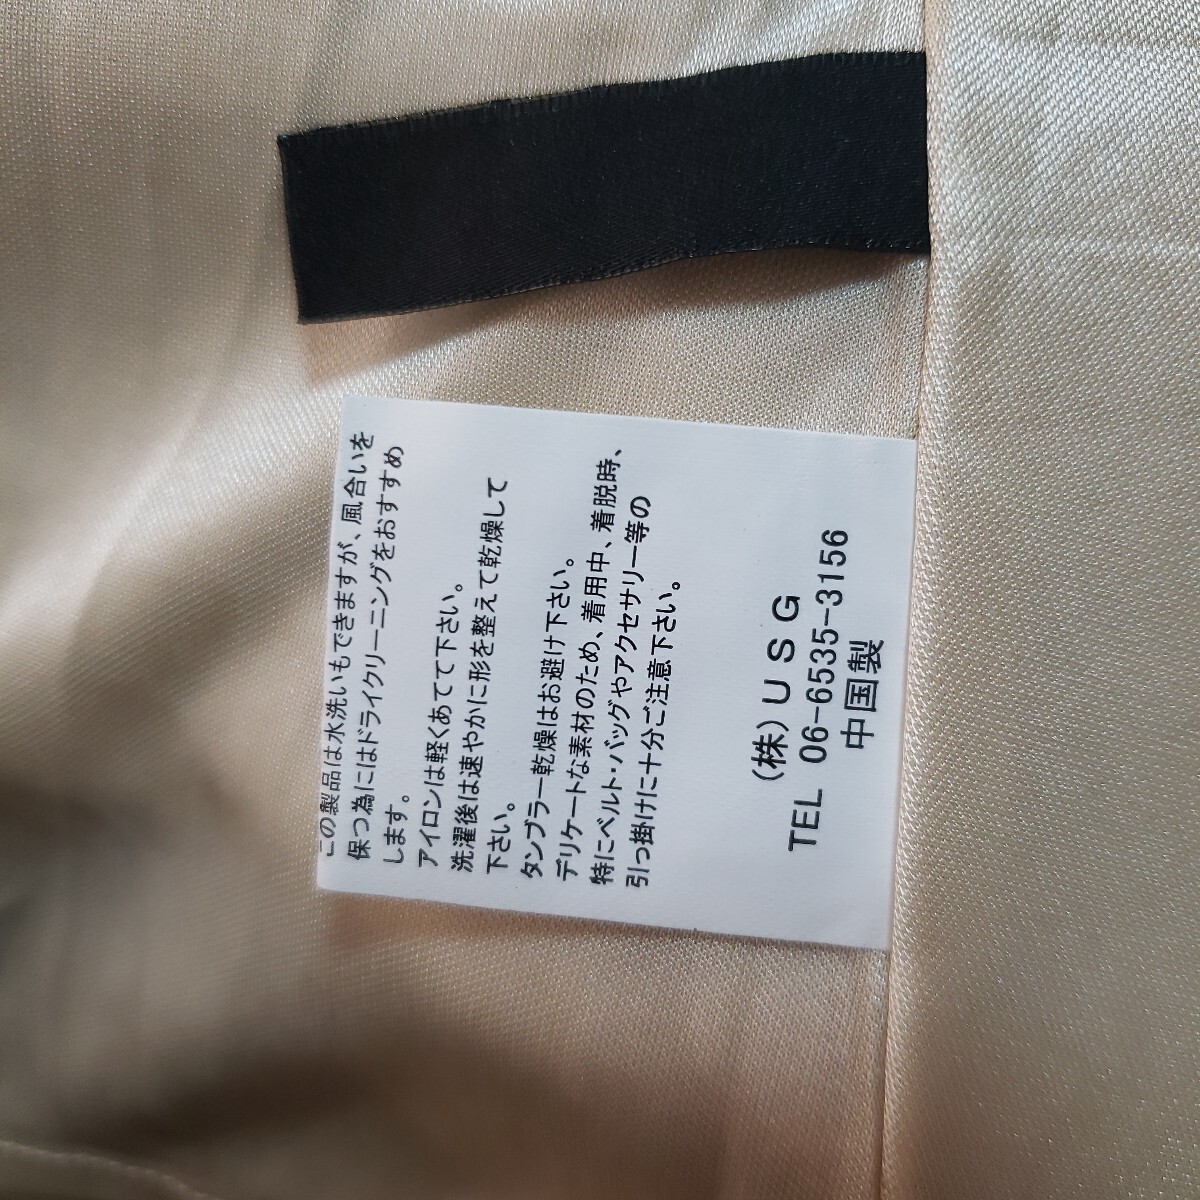 この製品は水洗いもできますが、風合いを
保つ為にはドライクリーニングをおすすめ
します。
アイロンは軽くあてて下さい。
洗濯後は速やかに形を整えて乾燥して
下さい。
タンブラー乾燥はお避け下さい。
デリケートな素材のため、着用中、着脱時、
特にベルト・バッグやアクセサリー等の
引っ掛けに十分ご注意下さい。
（株）ＵＳＧ
TEL 06-6535-3156
中国製